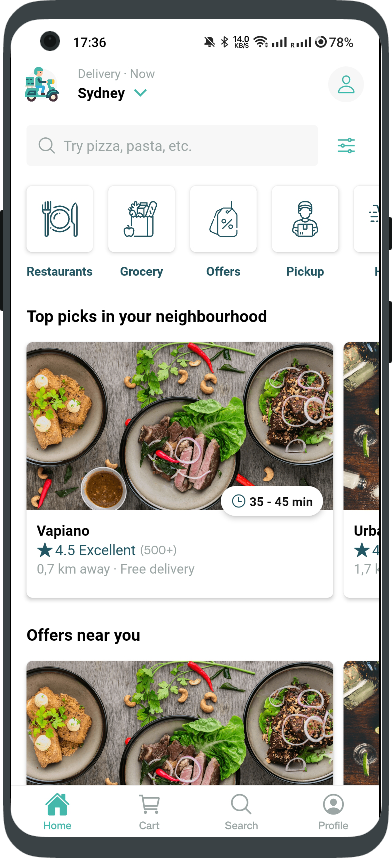 17:36
14.0
KB/S
R
78%
Delivery · Now
Sydney
Try pizza, pasta, etc.
Restaurants
Grocery
Offers
Pickup
H
Top picks in your neighbourhood
35 - 45 min
Vapiano
4.5 Excellent (500+)
0,7 km away · Free delivery
Urba
4
1,7 k
Offers near you
Home
Cart
Search
Profile